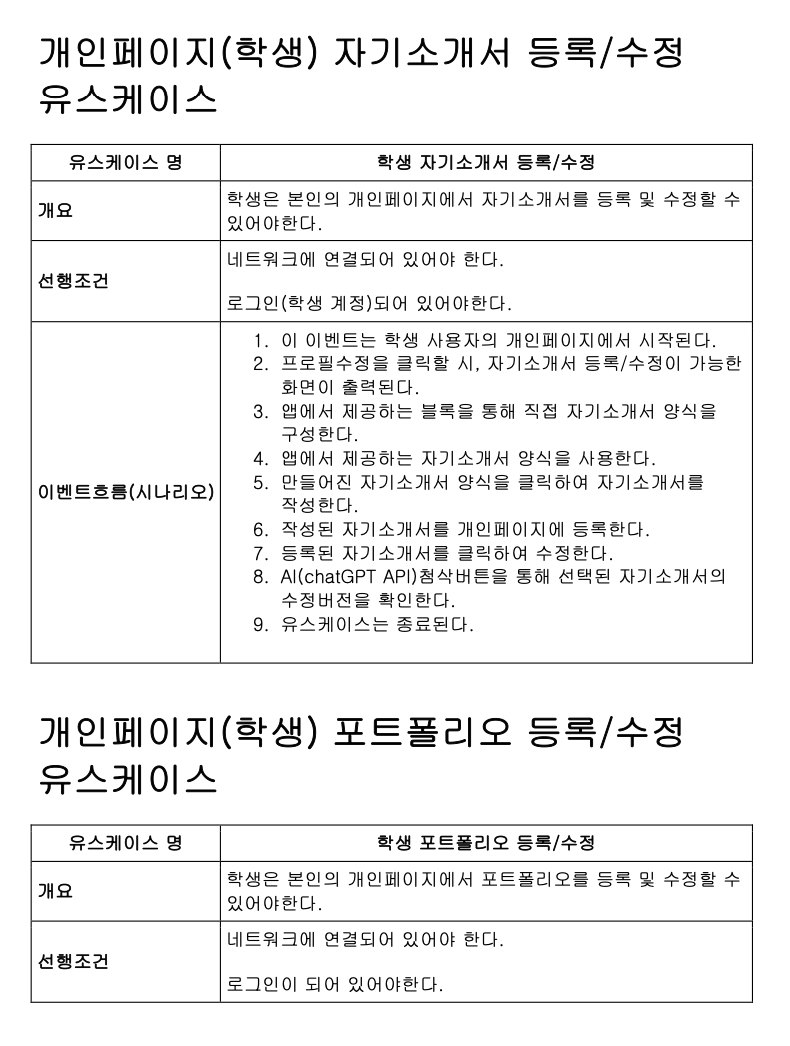 개인페이지(학생) 자기소개서 등록/수정
유스케이스
유스케이스 명
학생 자기소개서 등록/수정
개요
학생은 본인의 개인페이지에서 자기소개서를 등록 및 수정할 수
있어야한다.
선행조건
네트워크에 연결되어 있어야 한다.
로그인(학생 계정)되어 있어야한다.
이벤트흐름(시나리오)
1. 이 이벤트는 학생 사용자의 개인페이지에서 시작된다.
2. 프로필수정을 클릭할 시, 자기소개서 등록/수정이 가능한
화면이 출력된다.
3. 앱에서 제공하는 블록을 통해 직접 자기소개서 양식을
구성한다.
4. 앱에서 제공하는 자기소개서 양식을 사용한다.
5. 만들어진 자기소개서 양식을 클릭하여 자기소개서를
작성한다.
6. 작성된 자기소개서를 개인페이지에 등록한다.
7. 등록된 자기소개서를 클릭하여 수정한다.
8. AI(chatGPT API)첨삭버튼을 통해 선택된 자기소개서의
수정버전을 확인한다.
9. 유스케이스는 종료된다.
개인페이지(학생) 포트폴리오 등록/수정
유스케이스
유스케이스 명
학생 포트폴리오 등록/수정
개요
학생은 본인의 개인페이지에서 포트폴리오를 등록 및 수정할 수
있어야한다.
선행조건
네트워크에 연결되어 있어야 한다.
로그인이 되어 있어야한다.